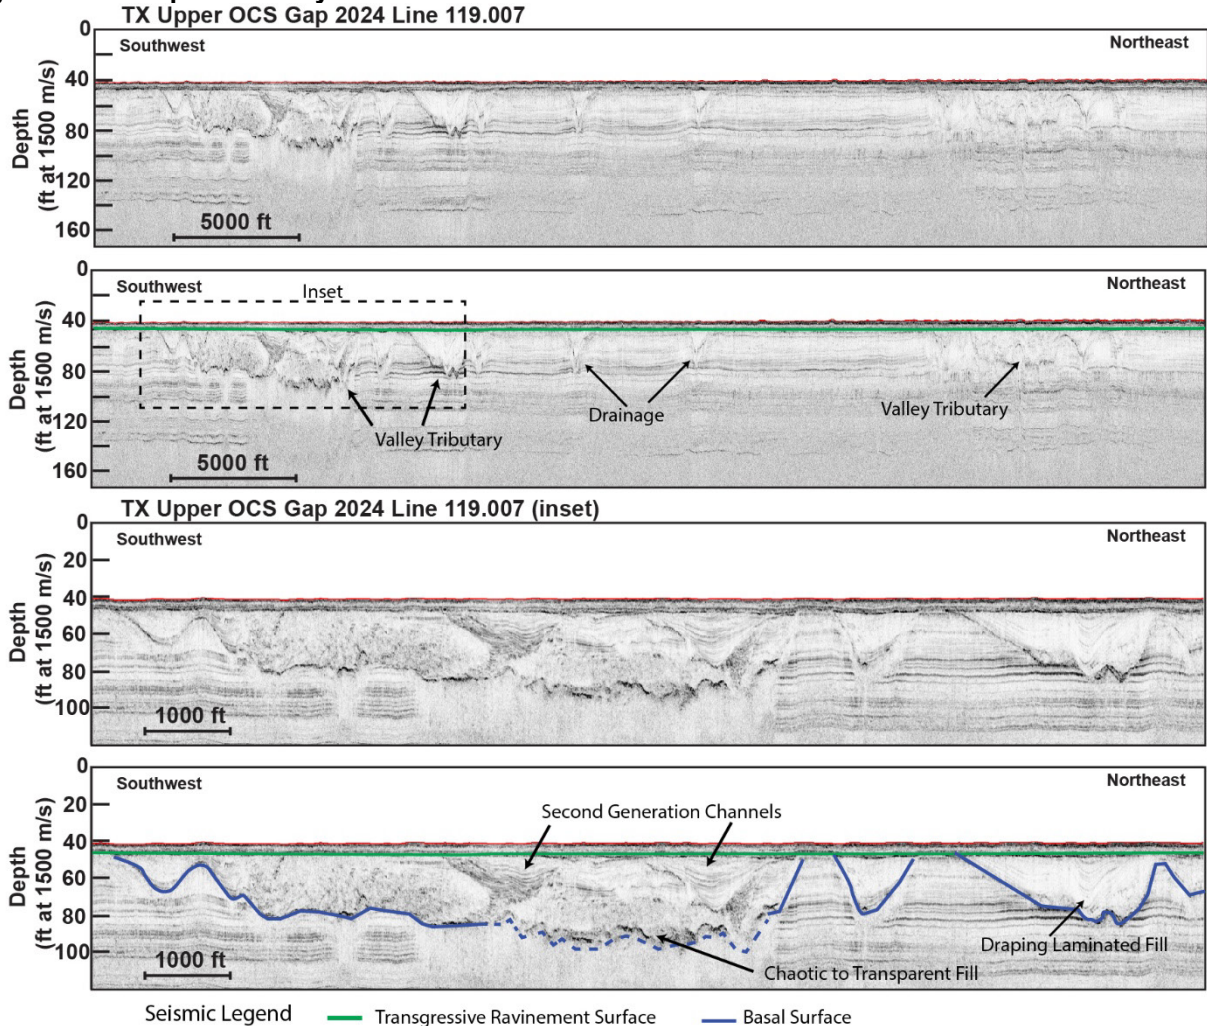 TX Upper OCS Gap 2024 Line 119.007
Southwest
Northeast
0
40
80
120
160
Depth
(ft at 1500 m/s)
5000 ft
Southwest
Inset
Northeast
0
40
80
120
160
Depth
(ft at 1500 m/s)
Drainage
Valley Tributary
Valley Tributary
5000 ft
TX Upper OCS Gap 2024 Line 119.007 (inset)
Southwest
Northeast
0
20
40
60
80
100
Depth
(ft at 1500 m/s)
1000 ft
Southwest
Northeast
0
20
40
60
80
100
Depth
(ft at 1500 m/s)
Second Generation Channels
Draping Laminated Fill
Chaotic to Transparent Fill
1000 ft
Seismic Legend
Transgressive Ravinement Surface
Basal Surface